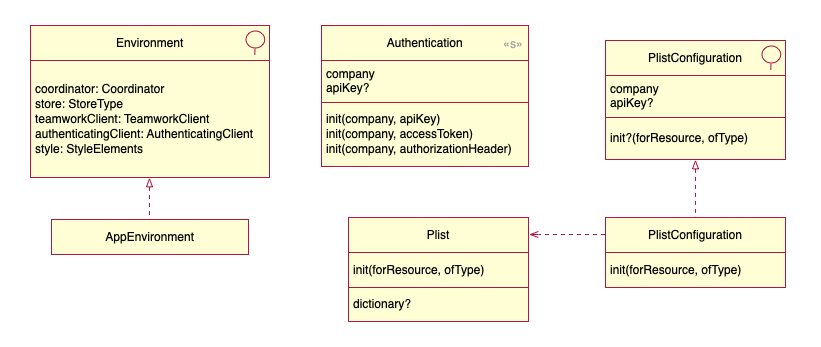 Environment
coordinator: Coordinator
store: StoreType
teamworkClient: TeamworkClient
authenticatingClient: AuthenticatingClient
style: StyleElements
AppEnvironment
Authentication
«s»
company
apiKey?
init(company, apiKey)
init(company, accessToken)
init(company, authorizationHeader)
PlistConfiguration
company
apiKey?
init?(forResource, ofType)
Plist
init(forResource, ofType)
dictionary?
PlistConfiguration
init(forResource, ofType)